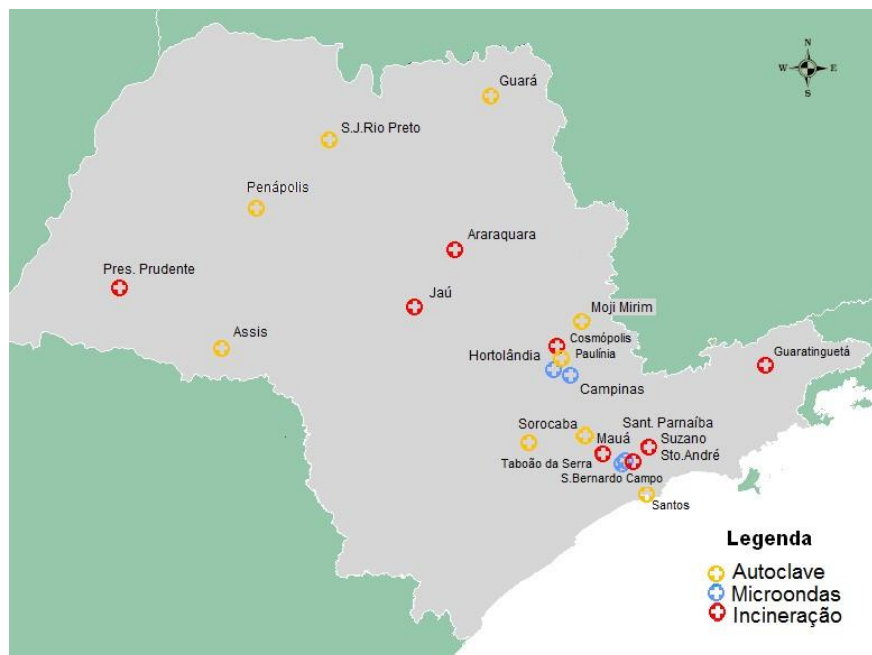 N
W E
S
Guará
S.J.Rio Preto
Penápolis
Araraquara
Pres. Prudente
Jaú
Moji Mirim
Assis
Cosmópolis
Hortolândia
Paulínia
Guaratinguetá
Campinas
Sorocaba
Sant. Parnaíba
Mauá
Suzano
Taboão da Serra
Sto.André
S.Bernardo Campo
Santos
Legenda
Autoclave
Microondas
Incineração